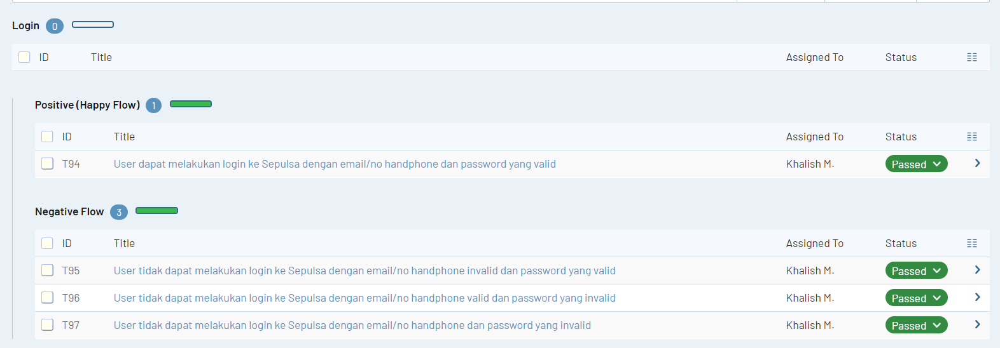 Login 0
ID Title Assigned To Status
Positive (Happy Flow) 1
ID Title Assigned To Status
T94 User dapat melakukan login ke Sepulsa dengan email/no handphone dan password yang valid Khalish M. Passed
Negative Flow 3
ID Title Assigned To Status
T95 User tidak dapat melakukan login ke Sepulsa dengan email/no handphone invalid dan password yang valid Khalish M. Passed
T96 User tidak dapat melakukan login ke Sepulsa dengan email/no handphone valid dan password yang invalid Khalish M. Passed
T97 User tidak dapat melakukan login ke Sepulsa dengan email/no handphone dan password yang invalid Khalish M. Passed